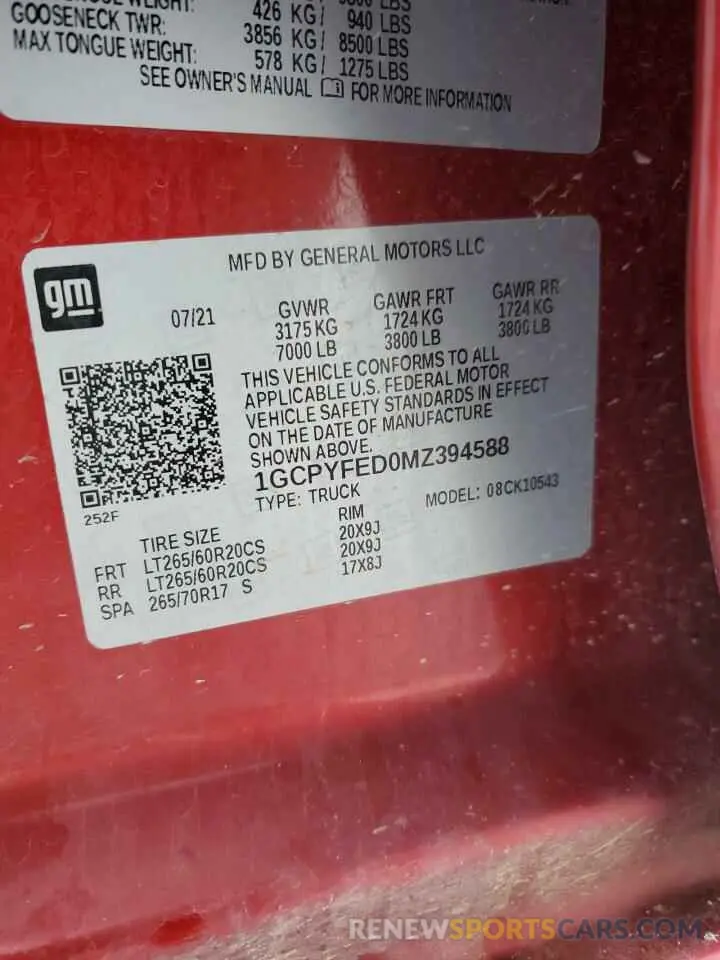 WEIGHT:
GOOSENECK TWR: 426 KG/ 940 LBS
MAX TONGUE WEIGHT: 3856 KG/ 8500 LBS
578 KG/ 1275 LBS
SEE OWNER'S MANUAL FOR MORE INFORMATION
gm
MFD BY GENERAL MOTORS LLC
07/21 GVWR GAWR FRT GAWR RR
3175 KG 1724 KG 1724 KG
7000 LB 3800 LB 3800 LB
THIS VEHICLE CONFORMS TO ALL
APPLICABLE U.S. FEDERAL MOTOR
VEHICLE SAFETY STANDARDS IN EFFECT
ON THE DATE OF MANUFACTURE
SHOWN ABOVE.
1GCPYFED0MZ394588
TYPE: TRUCK MODEL: 08CK10543
252F
TIRE SIZE RIM
FRT LT265/60R20CS 20X9J
RR LT265/60R20CS 20X9J
SPA 265/70R17 S 17X8J
RENEWSPORTSCARS.COM